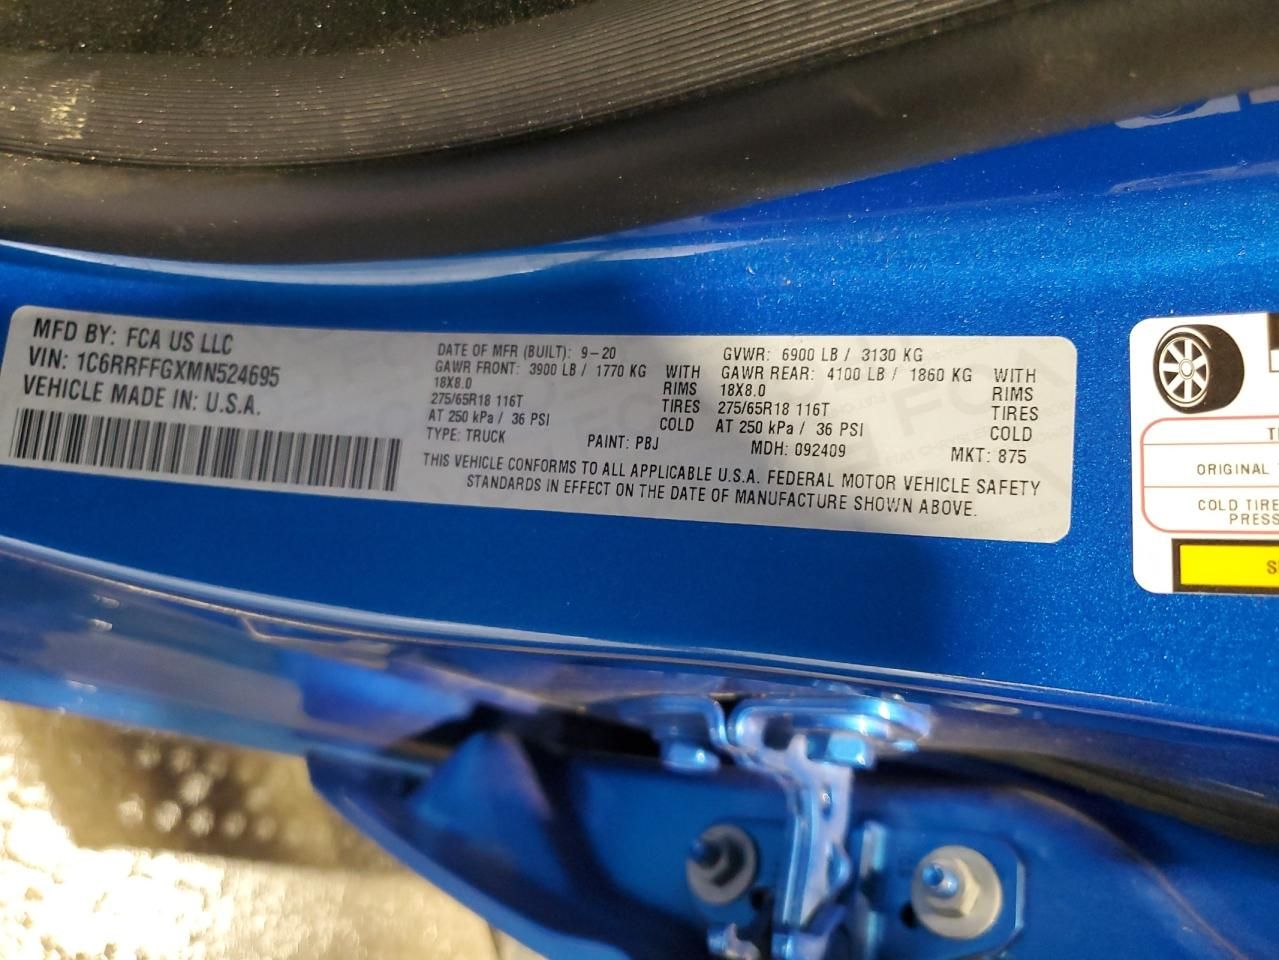 MFD BY: FCA US LLC
VIN: 1C6RRFFGXMN524695
VEHICLE MADE IN: U.S.A.
DATE OF MFR (BUILT): 9-20
GAWR FRONT: 3900 LB / 1770 KG WITH
18X8.0 RIMS
275/65R18 116T TIRES
AT 250 kPa / 36 PSI COLD
GVWR: 6900 LB / 3130 KG
GAWR REAR: 4100 LB / 1860 KG WITH
18X8.0 RIMS
275/65R18 116T TIRES
AT 250 kPa / 36 PSI COLD
TYPE: TRUCK PAINT: PBJ MDH: 092409 MKT: 875
THIS VEHICLE CONFORMS TO ALL APPLICABLE U.S.A. FEDERAL MOTOR VEHICLE SAFETY
STANDARDS IN EFFECT ON THE DATE OF MANUFACTURE SHOWN ABOVE.
ORIGINAL
COLD TIRE